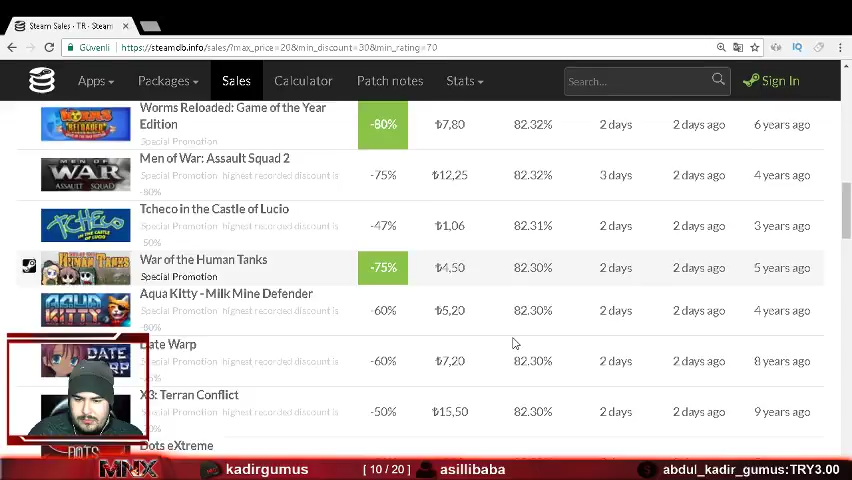 Steam Sales · TR · Steam
Güvenli | https://steamdb.info/sales/?max_price=20&min_discount=30&min_rating=70
Apps Packages Sales Calculator Patch notes Stats Search... Sign In
Worms Reloaded: Game of the Year
Edition
Special Promotion
-80% ₺7,80 82.32% 2 days 2 days ago 6 years ago
Men of War: Assault Squad 2
Special Promotion highest recorded discount is
-80%
-75% ₺12,25 82.32% 3 days 2 days ago 4 years ago
Tcheco in the Castle of Lucio
Special Promotion highest recorded discount is
-50%
-47% ₺1,06 82.31% 2 days 2 days ago 3 years ago
War of the Human Tanks
Special Promotion
-75% ₺4,50 82.30% 2 days 2 days ago 5 years ago
Aqua Kitty - Milk Mine Defender
Special Promotion highest recorded discount is
-80%
-60% ₺5,20 82.30% 2 days 2 days ago 4 years ago
Date Warp
Special Promotion highest recorded discount is
-60% ₺7,20 82.30% 2 days 2 days ago 8 years ago
X3: Terran Conflict
Special Promotion highest recorded discount is
-50% ₺15,50 82.30% 2 days 2 days ago 9 years ago
Dots eXtreme
MNX kadirgumus [ 10 / 20 ] asillibaba abdul_kadir_gumus:TRY3.00